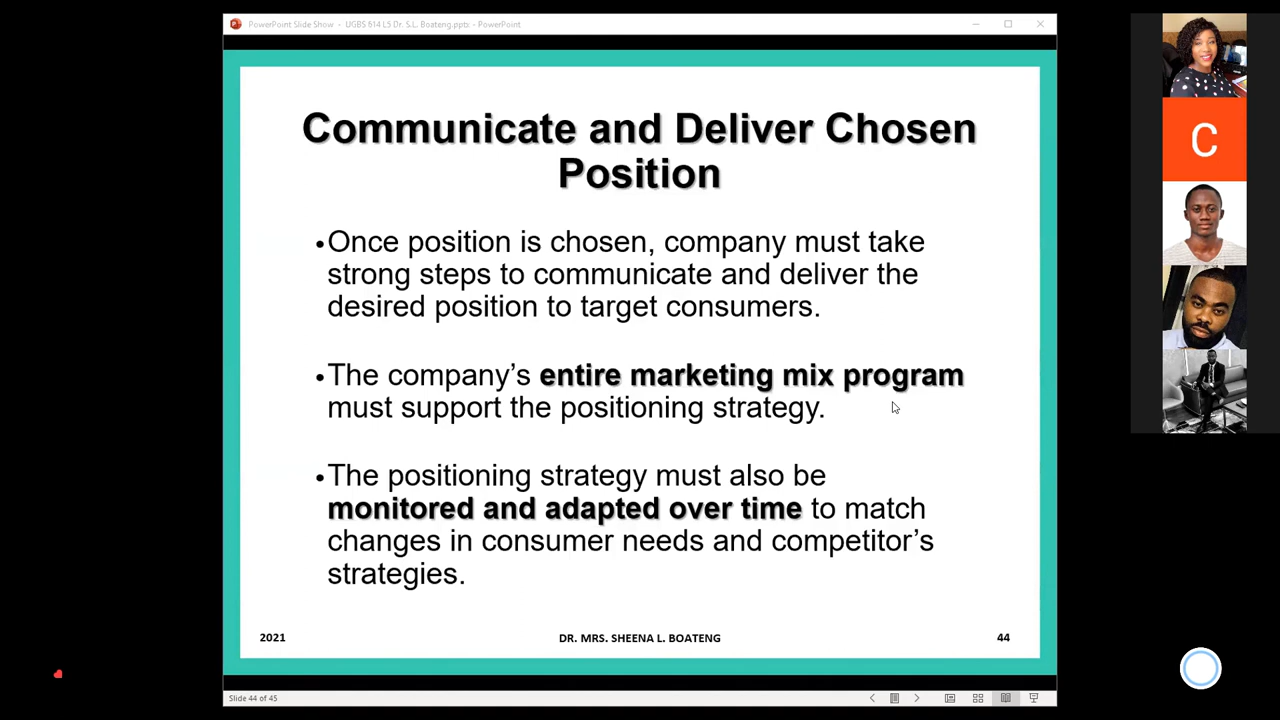 PowerPoint Slide Show - UGBS 614 L5 Dr. S.L. Boateng.pptx - PowerPoint
Communicate and Deliver Chosen
Position
•Once position is chosen, company must take
strong steps to communicate and deliver the
desired position to target consumers.
•The company’s entire marketing mix program
must support the positioning strategy.
•The positioning strategy must also be
monitored and adapted over time to match
changes in consumer needs and competitor’s
strategies.
2021
DR. MRS. SHEENA L. BOATENG
44
Slide 44 of 45
C